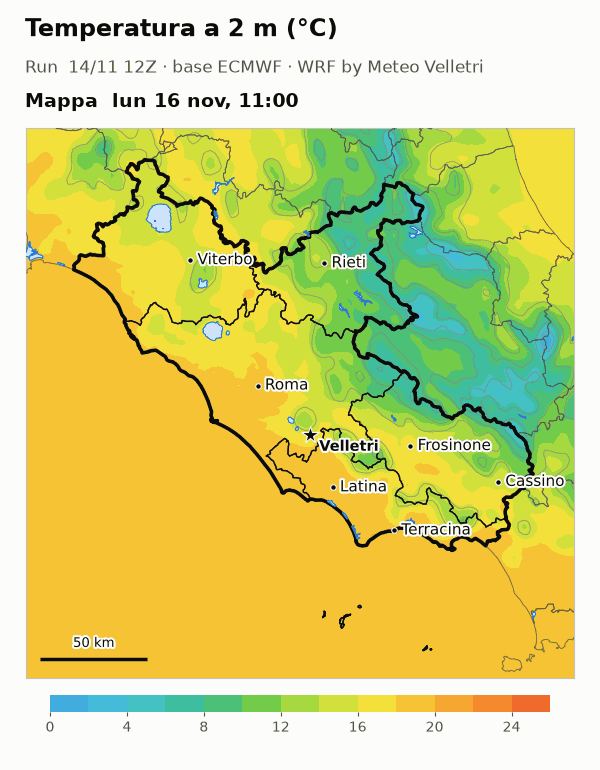 Temperatura a 2 m (°C)
Run 14/11 12Z · base ECMWF · WRF by Meteo Velletri
Mappa lun 16 nov, 11:00
Viterbo
Rieti
Roma
Velletri
Frosinone
Cassino
Latina
Terracina
50 km
0 4 8 12 16 20 24